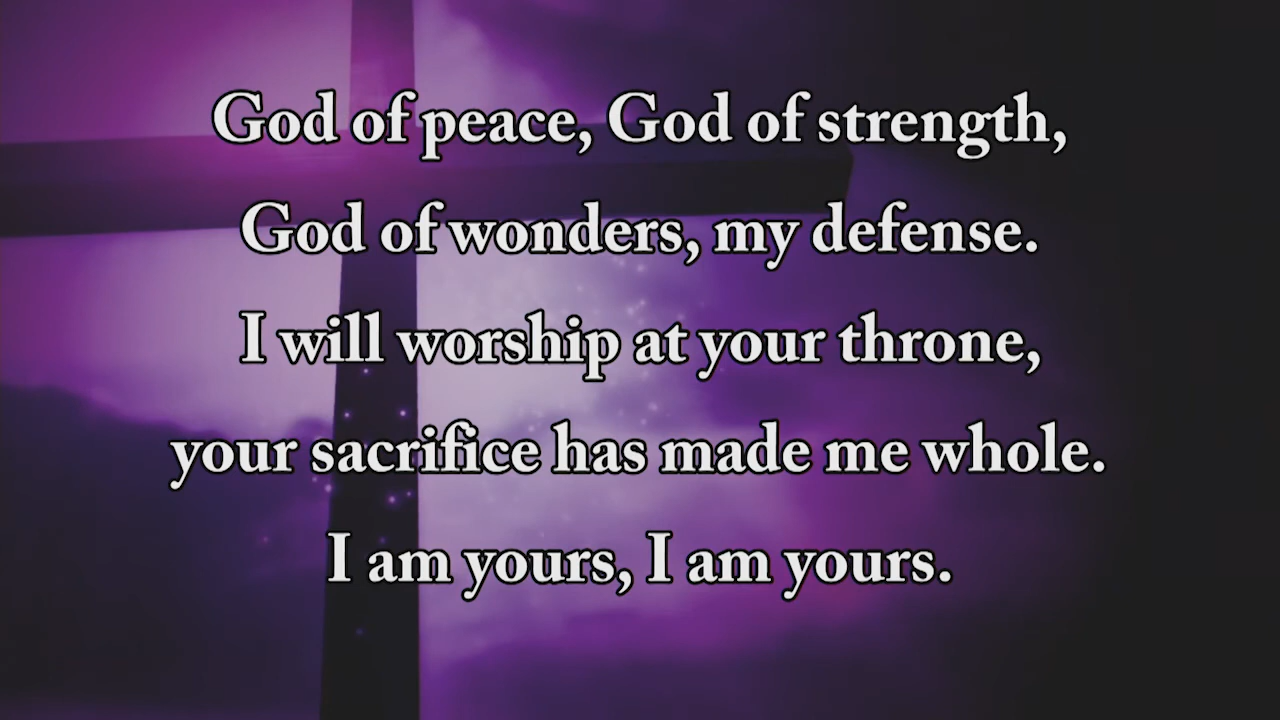 God of peace, God of strength,
God of wonders, my defense.
I will worship at your throne,
your sacrifice has made me whole.
I am yours, I am yours.